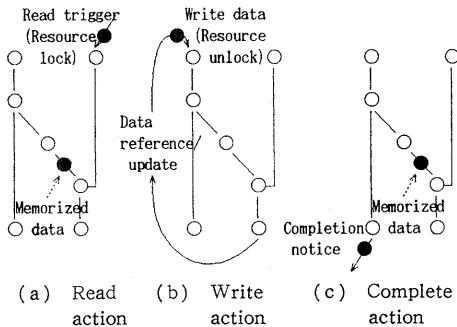 Read trigger
(Resource
lock)
Memorized
data
(a) Read
action
Write data
(Resource
unlock)
Data
reference
update
(b) Write
action
Completion
notice
Memorized
data
(c) Complete
action